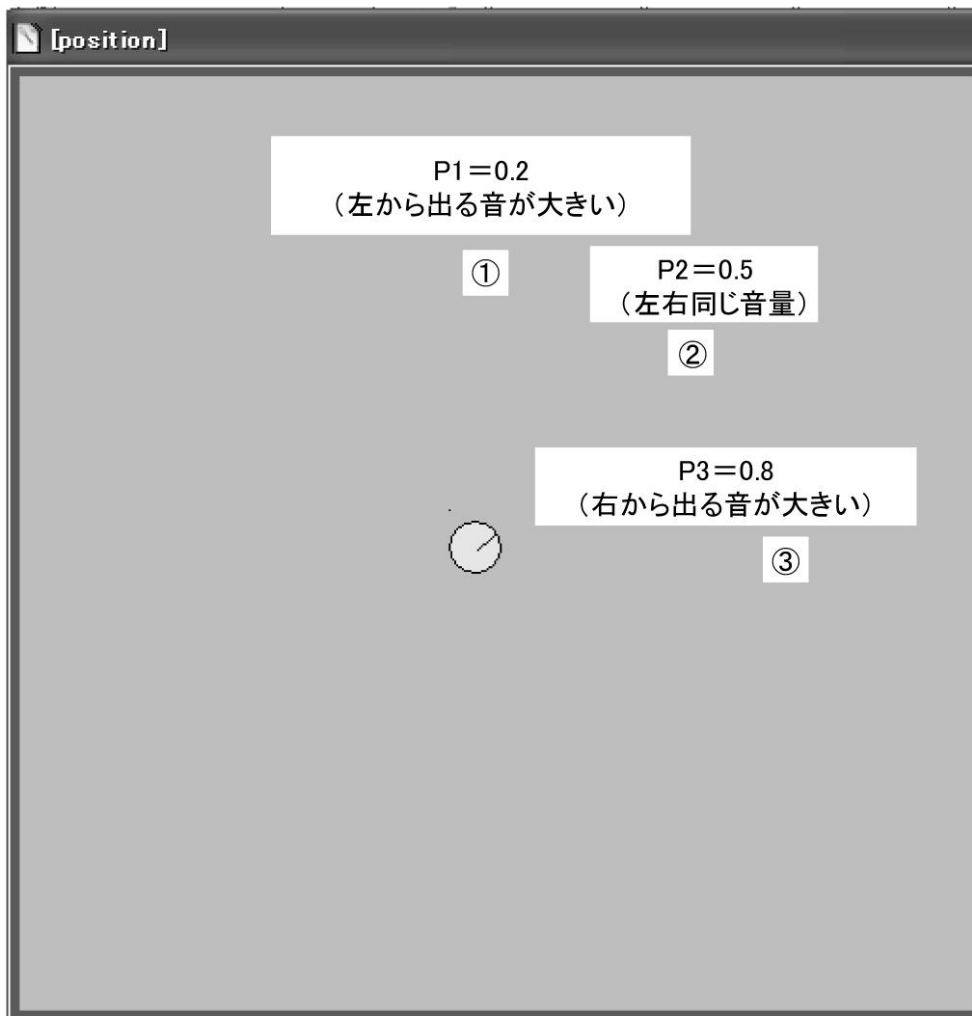 [position]
P1＝0.2
（左から出る音が大きい）
①
P2＝0.5
（左右同じ音量）
②
P3＝0.8
（右から出る音が大きい）
③